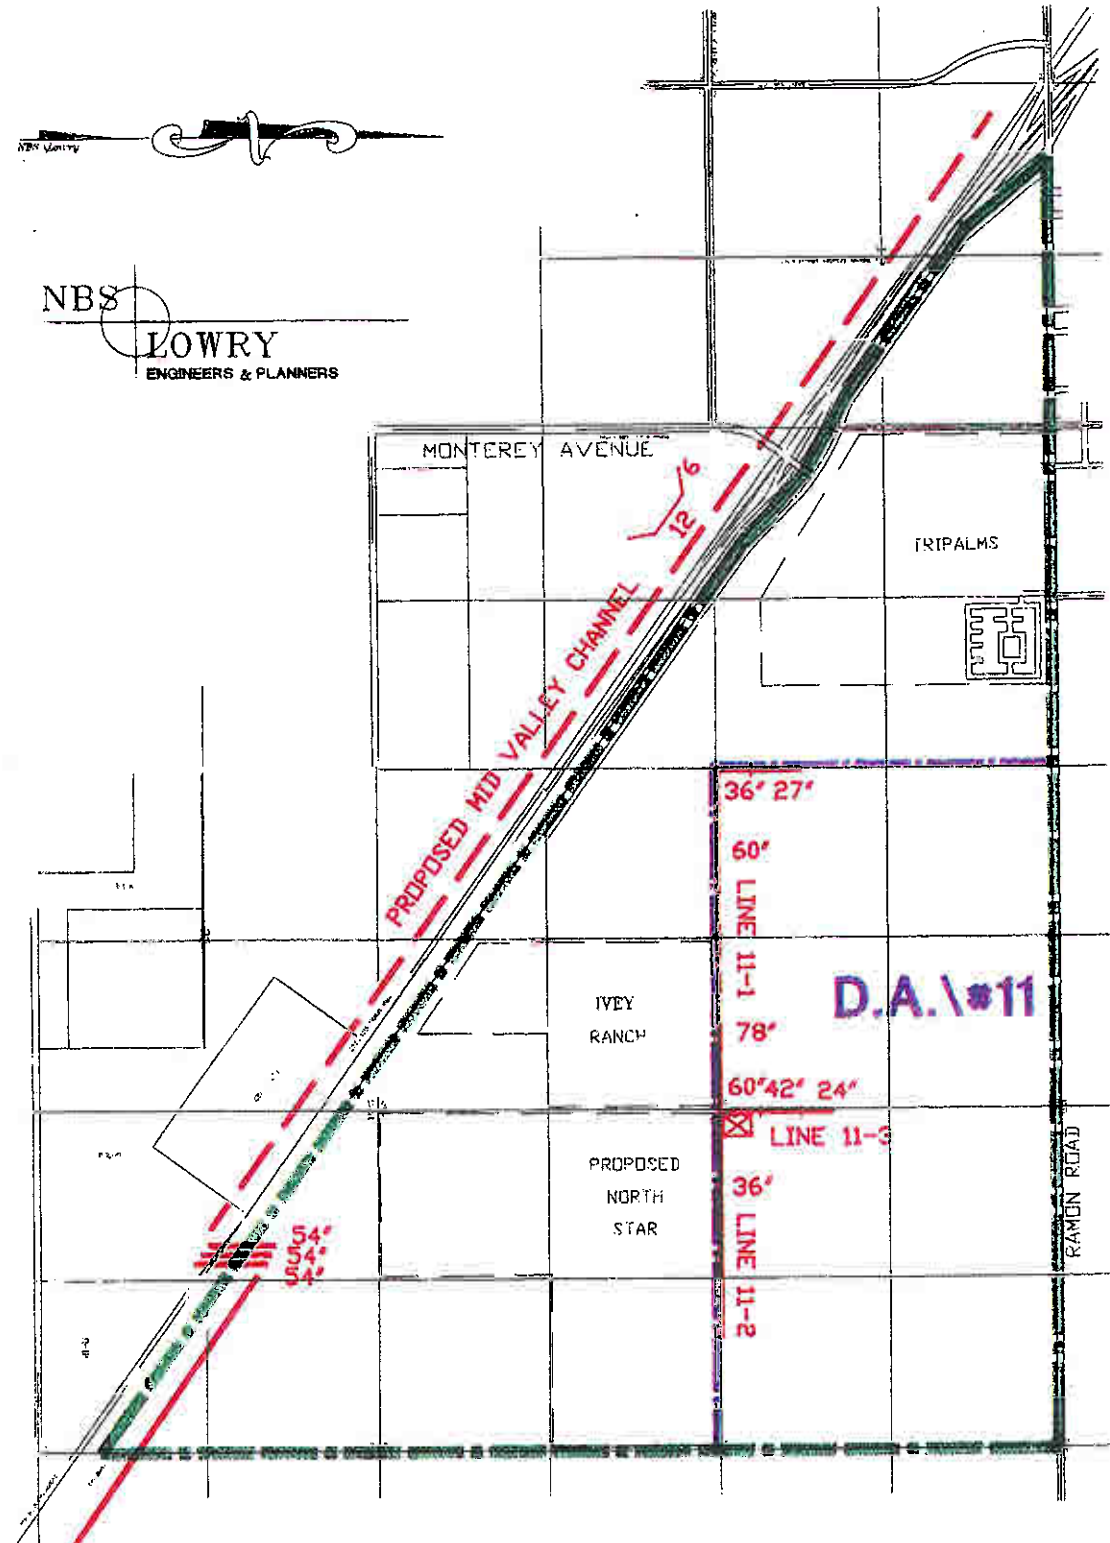 NBS Lowry
NBS
LOWRY
ENGINEERS & PLANNERS
MONTEREY AVENUE
6
12
TRIPALMS
PROPOSED MID VALLEY CHANNEL
36" 27"
60"
LINE 11-1
78"
D.A.\#11
IVEY
RANCH
60" 42" 24"
LINE 11-3
PROPOSED
NORTH
STAR
36"
LINE 11-2
RAMON ROAD
54"
54"
54"